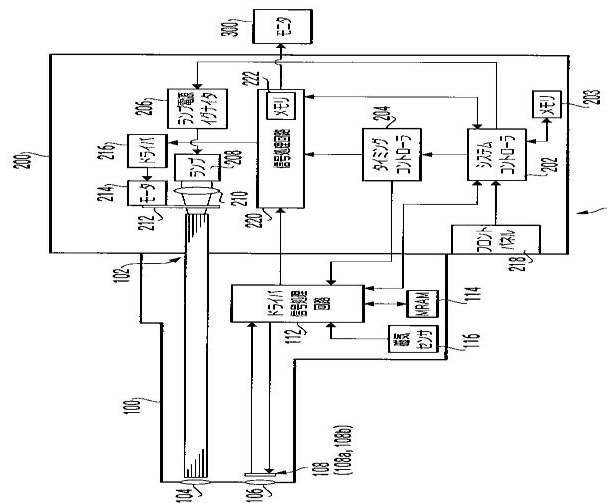 300
モニタ
200
206
ランプ電源
イグナイタ
222
メモリ
216
ドライバ
208
ランプ
214
モータ
212
210
信号処理回路
220
204
タイミング
コントローラ
システム
コントローラ
202
メモリ
203
フロント
パネル
218
102
ドライバ
信号処理
回路
112
MRAM
114
磁気
センサ
116
100
104
106
108
(108a, 108b)